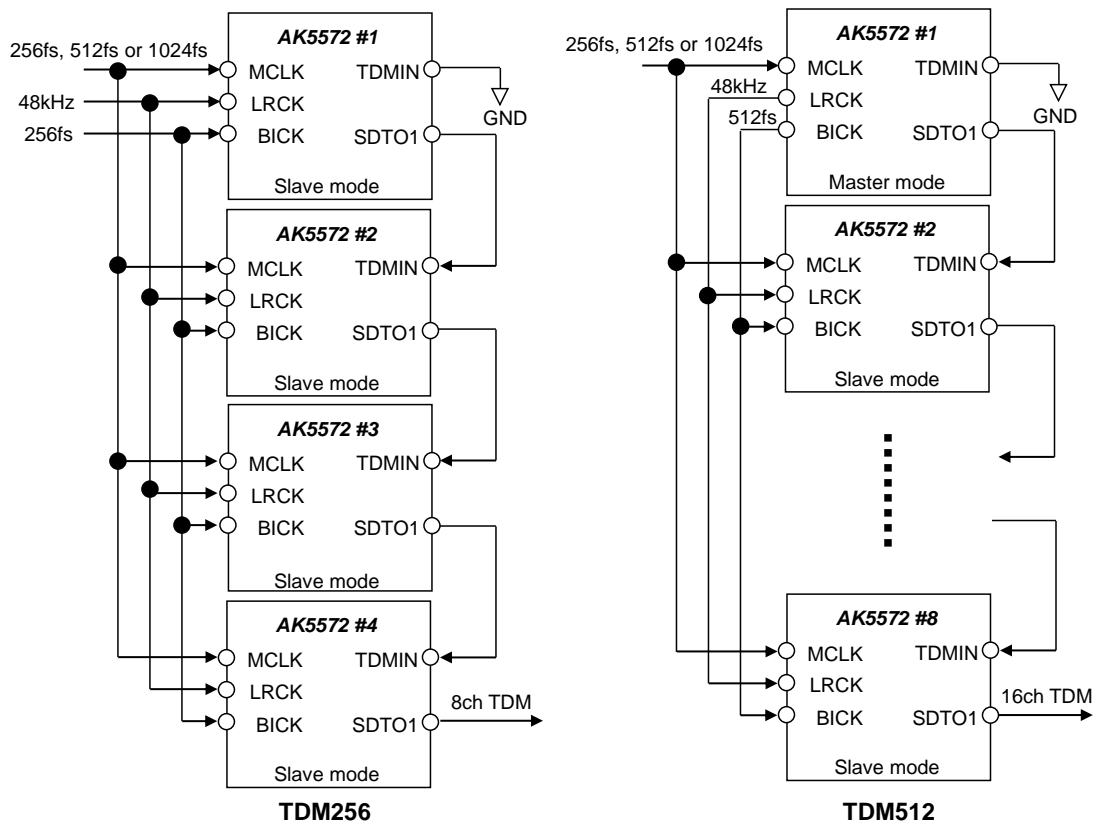 256fs, 512fs or 1024fs
48kHz
256fs
AK5572 #1
MCLK
TDMIN
LRCK
GND
BICK
SDTO1
Slave mode
AK5572 #2
MCLK
TDMIN
LRCK
BICK
SDTO1
Slave mode
AK5572 #3
MCLK
TDMIN
LRCK
BICK
SDTO1
Slave mode
AK5572 #4
MCLK
TDMIN
LRCK
8ch TDM
BICK
SDTO1
Slave mode
TDM256
256fs, 512fs or 1024fs
48kHz
512fs
AK5572 #1
MCLK
TDMIN
LRCK
GND
BICK
SDTO1
Master mode
AK5572 #2
MCLK
TDMIN
LRCK
BICK
SDTO1
Slave mode
AK5572 #8
MCLK
TDMIN
LRCK
16ch TDM
BICK
SDTO1
Slave mode
TDM512